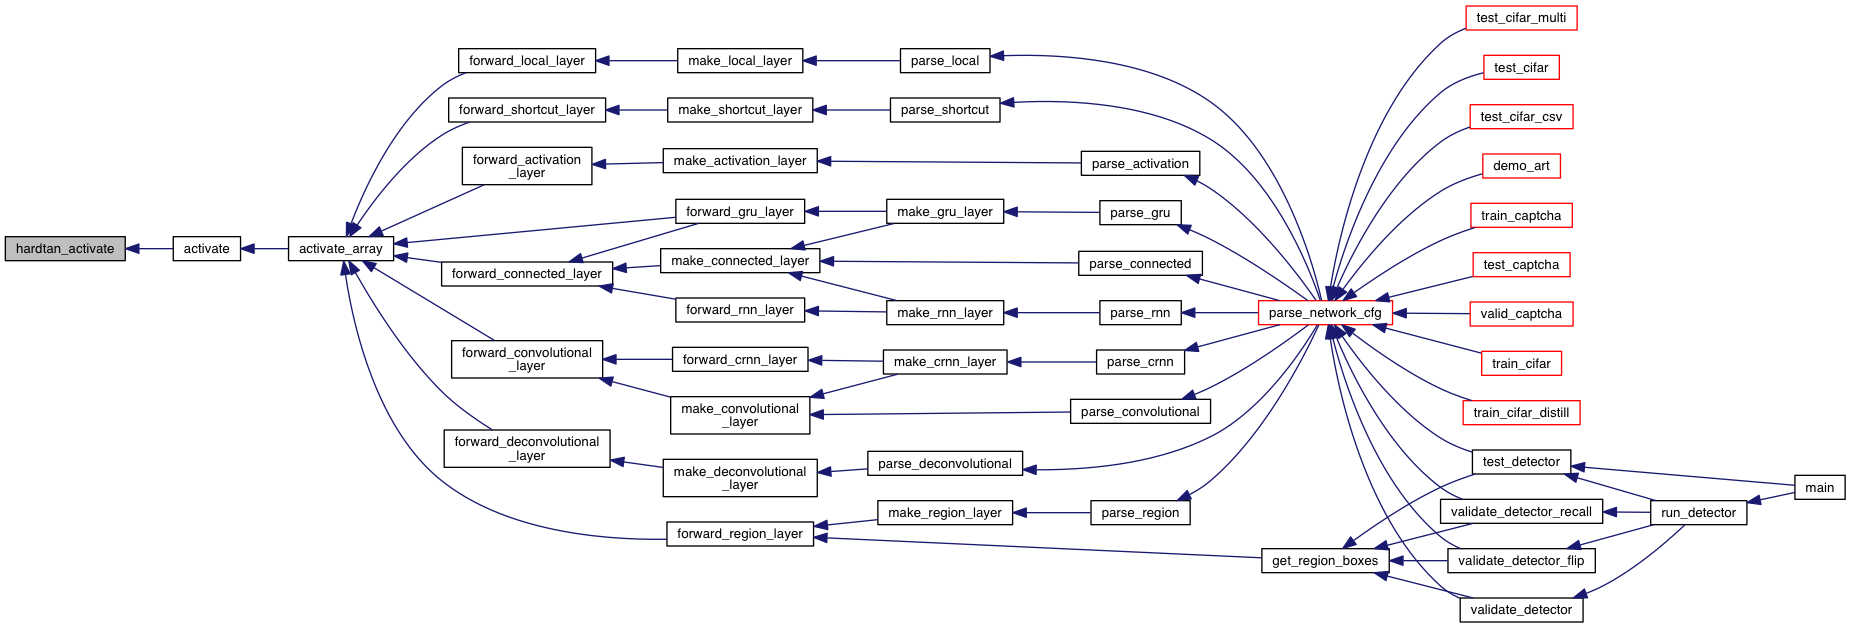 hardtan_activate
activate
activate_array
forward_local_layer
forward_shortcut_layer
forward_activation
_layer
forward_gru_layer
forward_connected_layer
forward_rnn_layer
forward_convolutional
_layer
forward_crnn_layer
forward_deconvolutional
_layer
forward_region_layer
make_local_layer
make_shortcut_layer
make_activation_layer
make_gru_layer
make_connected_layer
make_rnn_layer
make_crnn_layer
make_convolutional
_layer
make_deconvolutional
_layer
make_region_layer
parse_local
parse_shortcut
parse_activation
parse_gru
parse_connected
parse_rnn
parse_crnn
parse_convolutional
parse_deconvolutional
parse_region
parse_network_cfg
get_region_boxes
test_cifar_multi
test_cifar
test_cifar_csv
demo_art
train_captcha
test_captcha
valid_captcha
train_cifar
train_cifar_distill
test_detector
validate_detector_recall
validate_detector_flip
validate_detector
run_detector
main